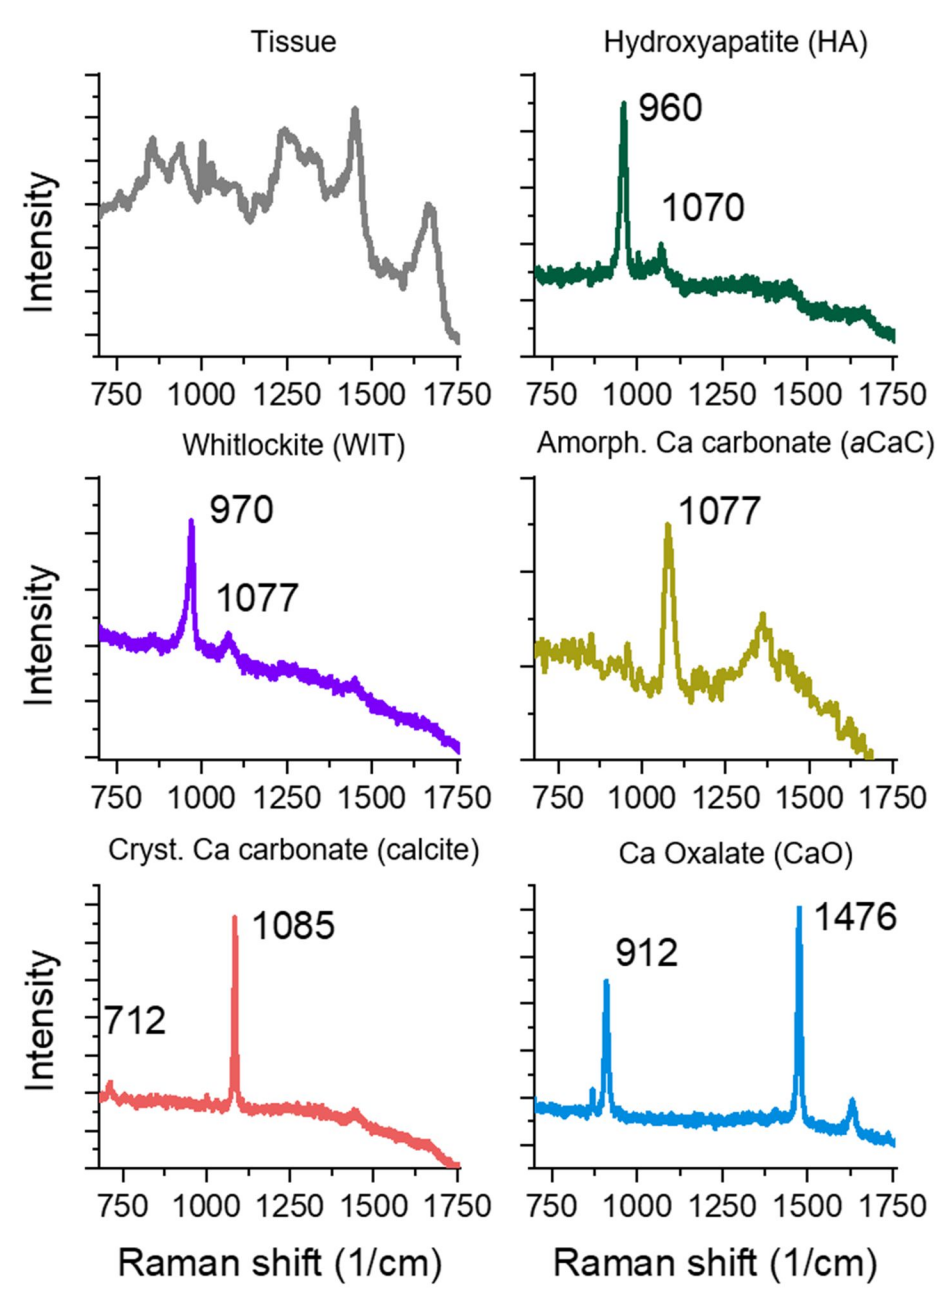 Tissue
Hydroxyapatite (HA)
960
1070
Intensity
750 1000 1250 1500 1750
750 1000 1250 1500 1750
Whitlockite (WIT)
Amorph. Ca carbonate (aCaC)
970
1077
1077
Intensity
750 1000 1250 1500 1750
750 1000 1250 1500 1750
Cryst. Ca carbonate (calcite)
Ca Oxalate (CaO)
1085
712
1476
912
Intensity
750 1000 1250 1500 1750
750 1000 1250 1500 1750
Raman shift (1/cm)
Raman shift (1/cm)